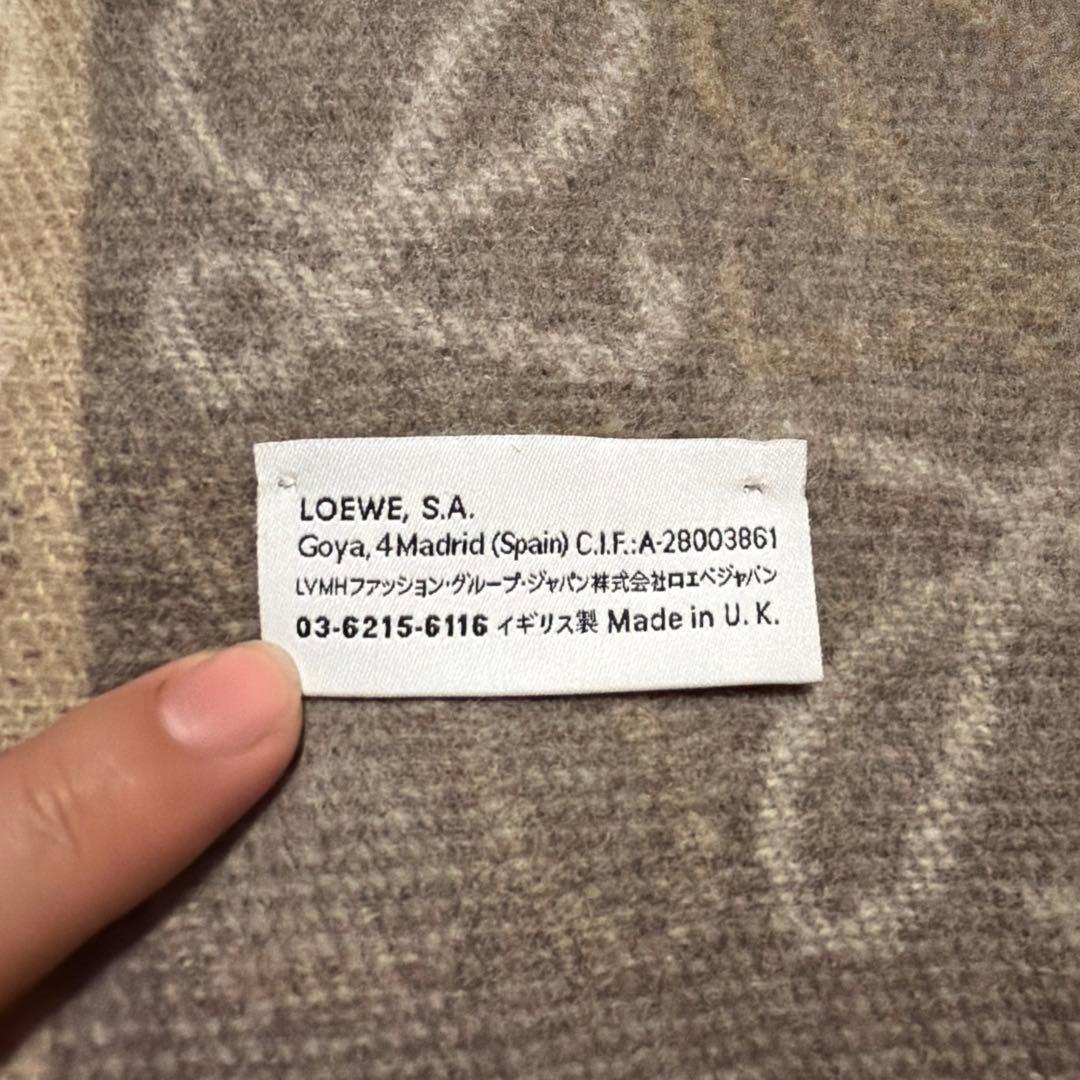 LOEWE, S.A.
Goya, 4 Madrid (Spain) C.I.F.:A-28003861
LVMHファッション・グループ・ジャパン株式会社ロエベジャパン
03-6215-6116 イギリス製 Made in U. K.